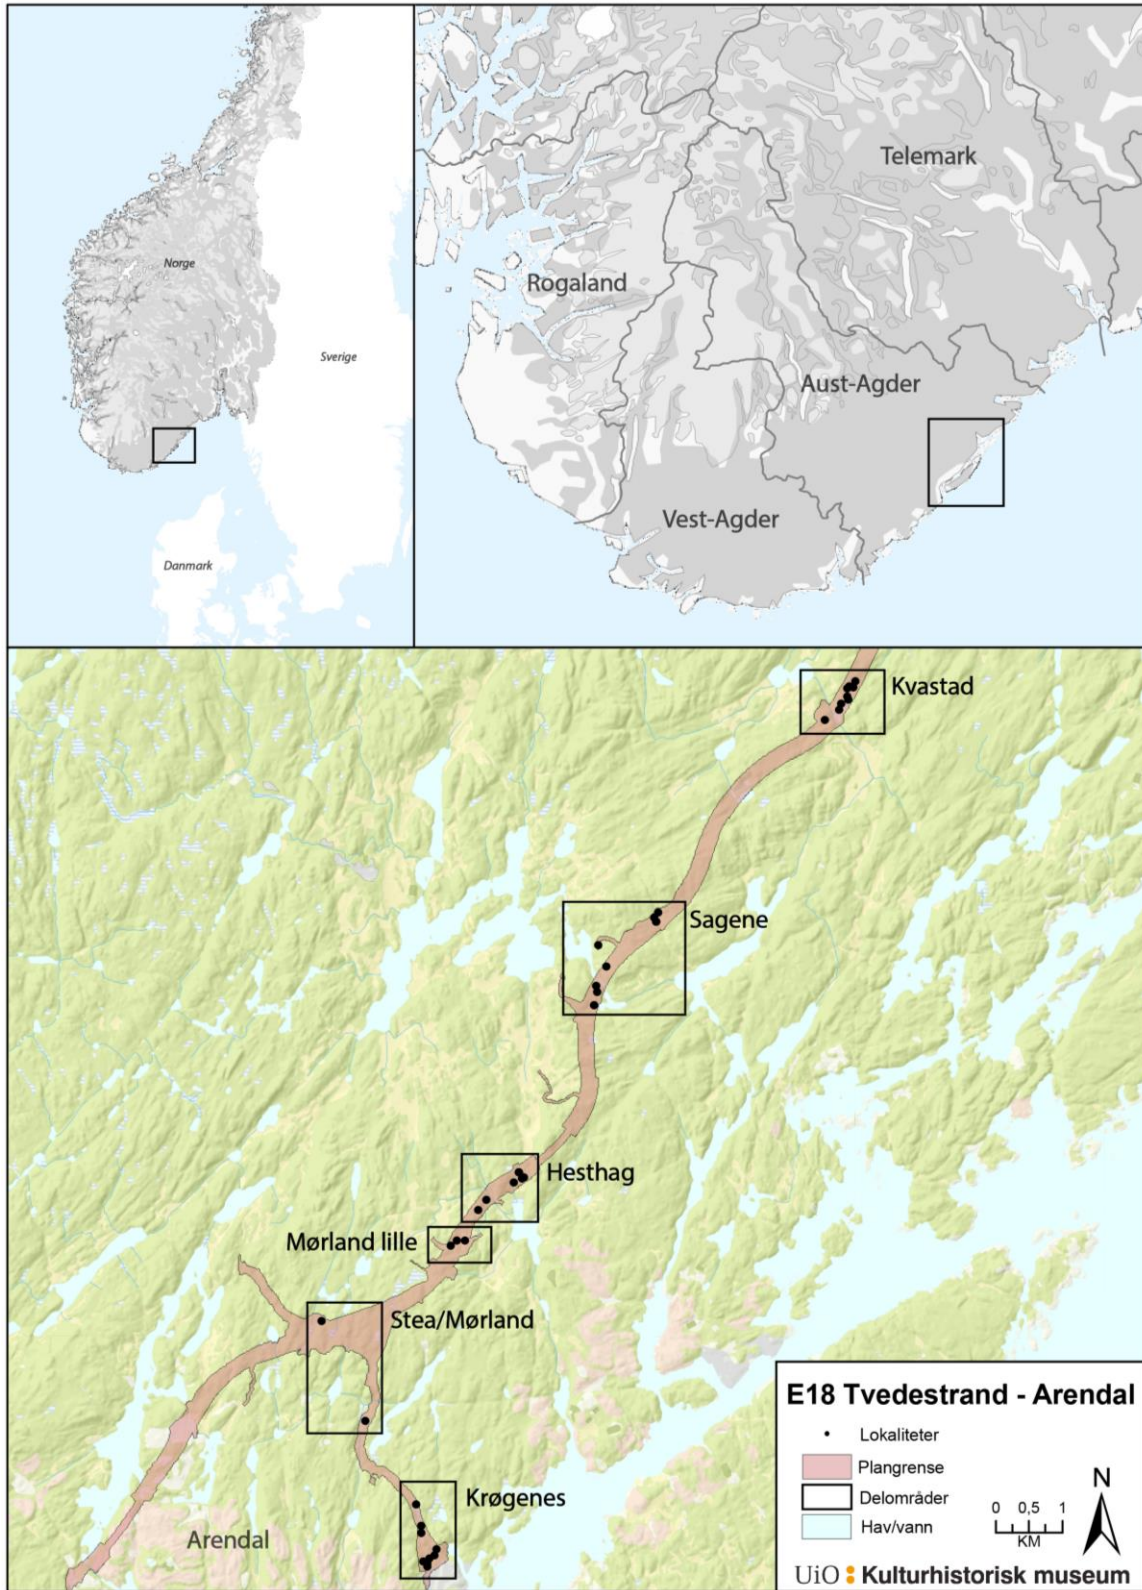 Norge
Sverige
Danmark
Telemark
Rogaland
Aust-Agder
Vest-Agder
Kvastad
Sagene
Hesthag
Mørland lille
Stea/Mørland
Krøgenes
Arendal
E18 Tvedestrand - Arendal
Lokaliteter
Plangrense
Delområder
Hav/vann
N
0 0,5 1
KM
UiO Kulturhistorisk museum